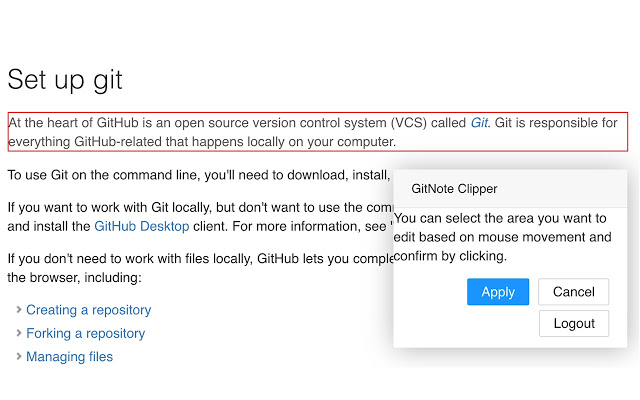 Set up git
At the heart of GitHub is an open source version control system (VCS) called Git. Git is responsible for
everything GitHub-related that happens locally on your computer.
To use Git on the command line, you'll need to download, install,
If you want to work with Git locally, but don't want to use the com
and install the GitHub Desktop client. For more information, see "
If you don't need to work with files locally, GitHub lets you comple
the browser, including:
Creating a repository
Forking a repository
Managing files
GitNote Clipper
You can select the area you want to
edit based on mouse movement and
confirm by clicking.
Apply Cancel
Logout